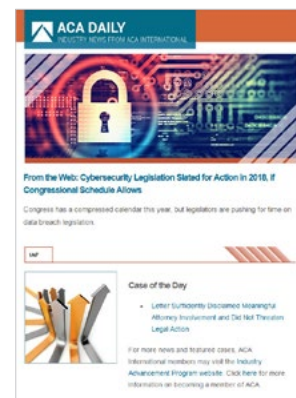 ACA DAILY
INDUSTRY NEWS FROM ACA INTERNATIONAL
From the Web: Cybersecurity Legislation Slated for Action in 2018, if
Congressional Schedule Allows
Congress has a compressed calendar this year, but legislators are pushing for time on
data breach legislation.
IAP
Case of the Day
Letter Sufficiently Disclosed Meaningful
Attorney Involvement and Did Not Threaten
Legal Action
For more news and featured cases, ACA
International members may visit the Industry
Advancement Program website. Click here for more
information on becoming a member of ACA.